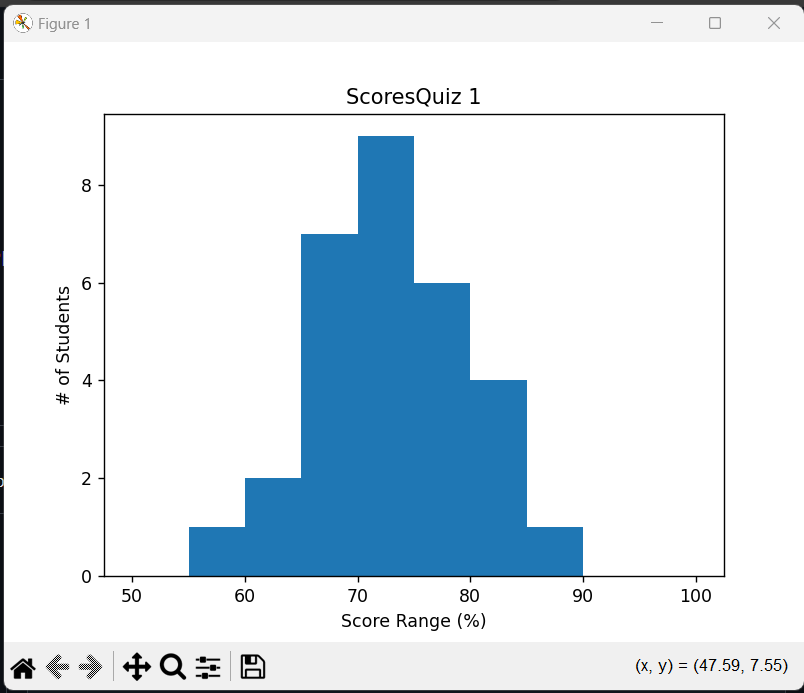 Figure 1
ScoresQuiz 1
8
6
4
2
0
# of Students
50 60 70 80 90 100
Score Range (%)
(x, y) = (47.59, 7.55)